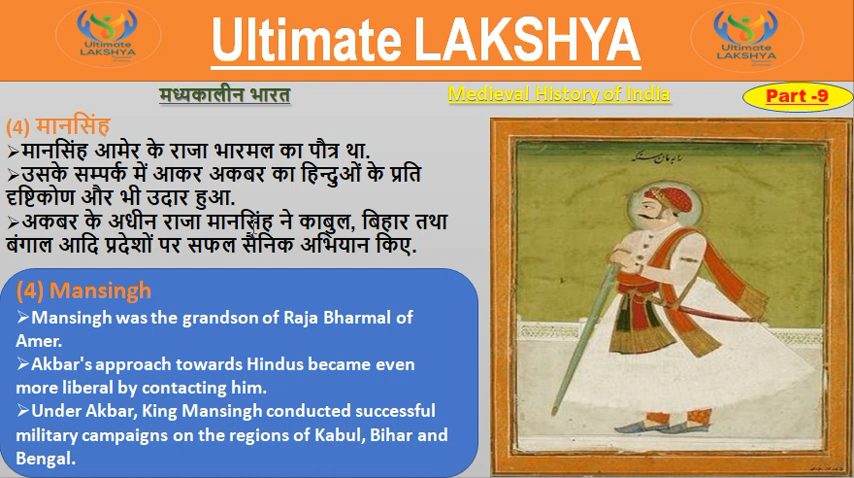 Ultimate
LAKSHYA
Ultimate LAKSHYA
Ultimate
LAKSHYA
मध्यकालीन भारत
Medieval History of India
Part -9
(4) मानसिंह
➢मानसिंह आमेर के राजा भारमल का पौत्र था.
➢उसके सम्पर्क में आकर अकबर का हिन्दुओं के प्रति
दृष्टिकोण और भी उदार हुआ.
➢अकबर के अधीन राजा मानसिंह ने काबुल, बिहार तथा
बंगाल आदि प्रदेशों पर सफल सैनिक अभियान किए.
(4) Mansingh
➢Mansingh was the grandson of Raja Bharmal of
Amer.
➢Akbar's approach towards Hindus became even
more liberal by contacting him.
➢Under Akbar, King Mansingh conducted successful
military campaigns on the regions of Kabul, Bihar and
Bengal.